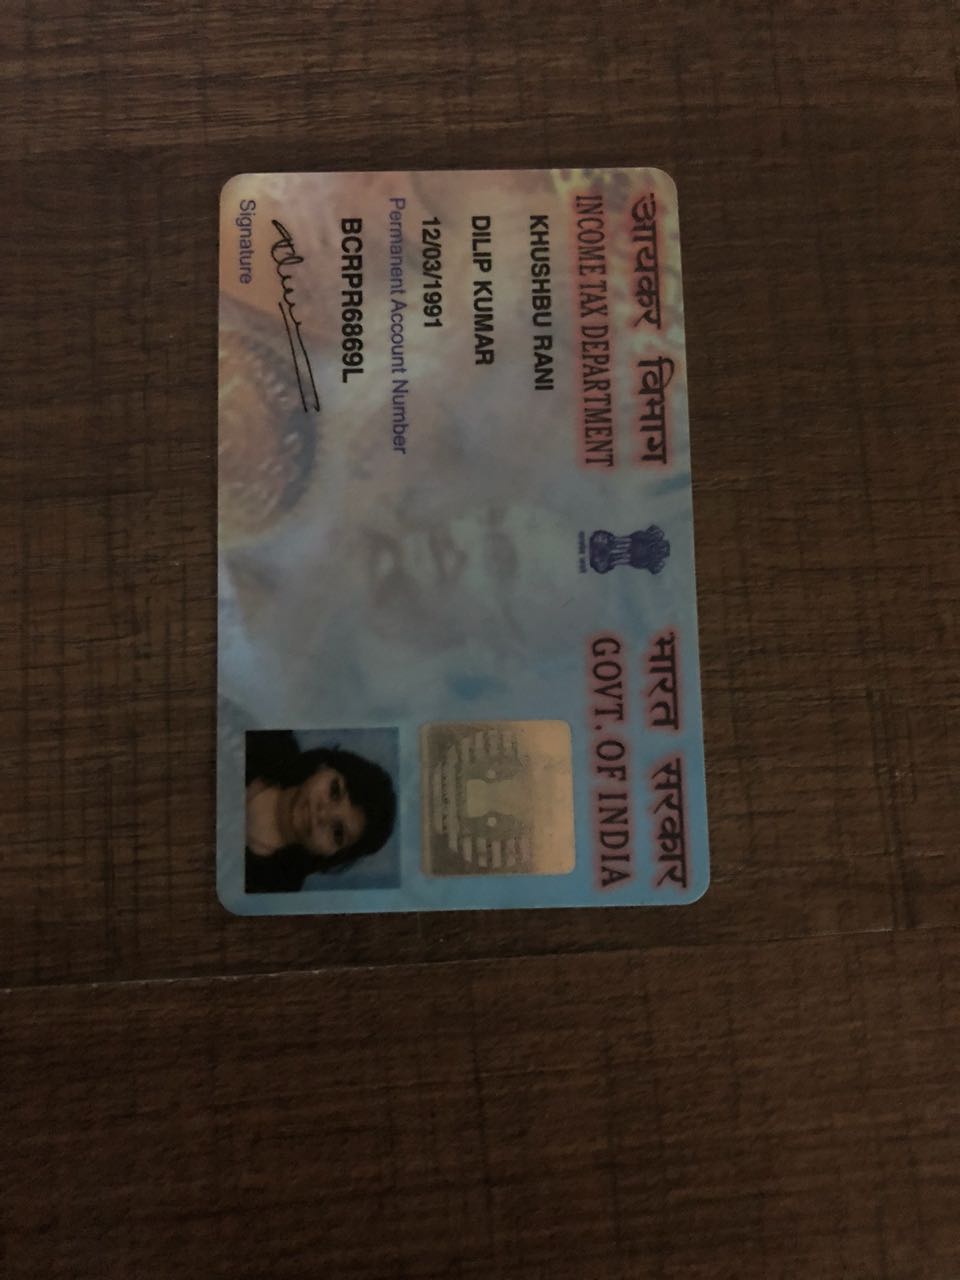 आयकर विभाग
INCOME TAX DEPARTMENT
भारत सरकार
GOVT. OF INDIA
KHUSHBU RANI
DILIP KUMAR
12/03/1991
Permanent Account Number
BCRPR6869L
Signature